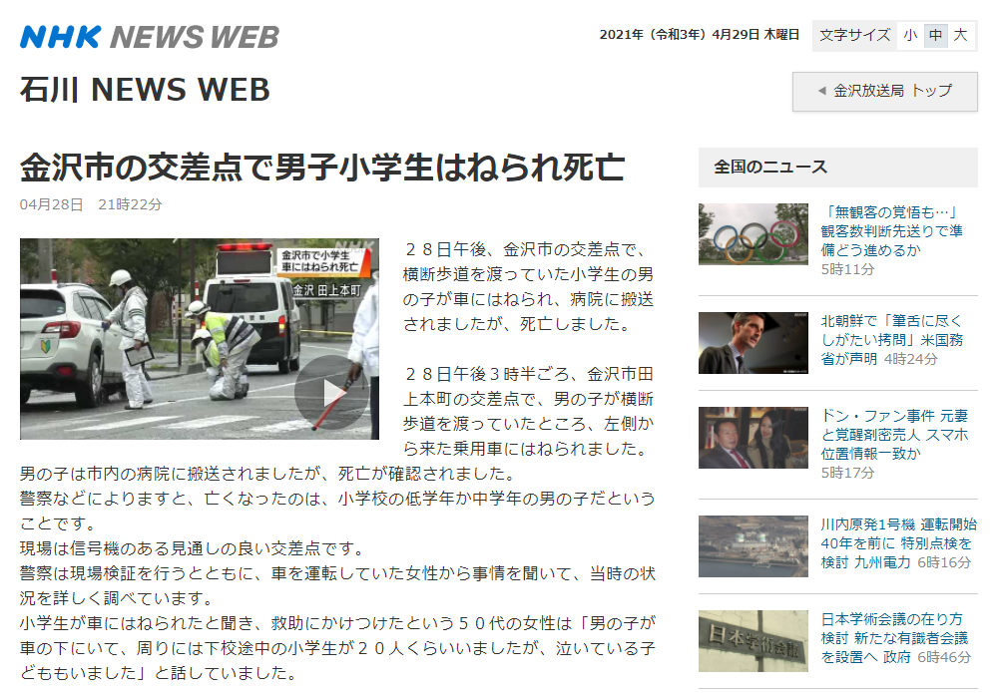 NHK NEWS WEB
2021年（令和3年）4月29日 木曜日
文字サイズ 小 中 大
石川 NEWS WEB
◀ 金沢放送局 トップ
金沢市の交差点で男子小学生はねられ死亡
04月28日 21時22分
NHK
金沢市で小学生
車にはねられ死亡
金沢 田上本町
２８日午後、金沢市の交差点で、
横断歩道を渡っていた小学生の男
の子が車にはねられ、病院に搬送
されましたが、死亡しました。
２８日午後３時半ごろ、金沢市田
上本町の交差点で、男の子が横断
歩道を渡っていたところ、左側か
ら来た乗用車にはねられました。
男の子は市内の病院に搬送されましたが、死亡が確認されました。
警察などによりますと、亡くなったのは、小学校の低学年か中学年の男の子だという
ことです。
現場は信号機のある見通しの良い交差点です。
警察は現場検証を行うとともに、車を運転していた女性から事情を聞いて、当時の状
況を詳しく調べています。
小学生が車にはねられたと聞き、救助にかけつけたという５０代の女性は「男の子が
車の下にいて、周りには下校途中の小学生が２０人くらいいましたが、泣いている子
どももいました」と話していました。
全国のニュース
「無観客の覚悟も…」
観客数判断先送りで準
備どう進めるか
5時11分
北朝鮮で「筆舌に尽く
しがたい拷問」米国務
省が声明 4時24分
ドン・ファン事件 元妻
と覚醒剤密売人 スマホ
位置情報一致か
5時17分
川内原発1号機 運転開始
40年を前に 特別点検を
検討 九州電力 6時16分
日本学術会議
日本学術会議の在り方
検討 新たな有識者会議
を設置へ 政府 6時46分